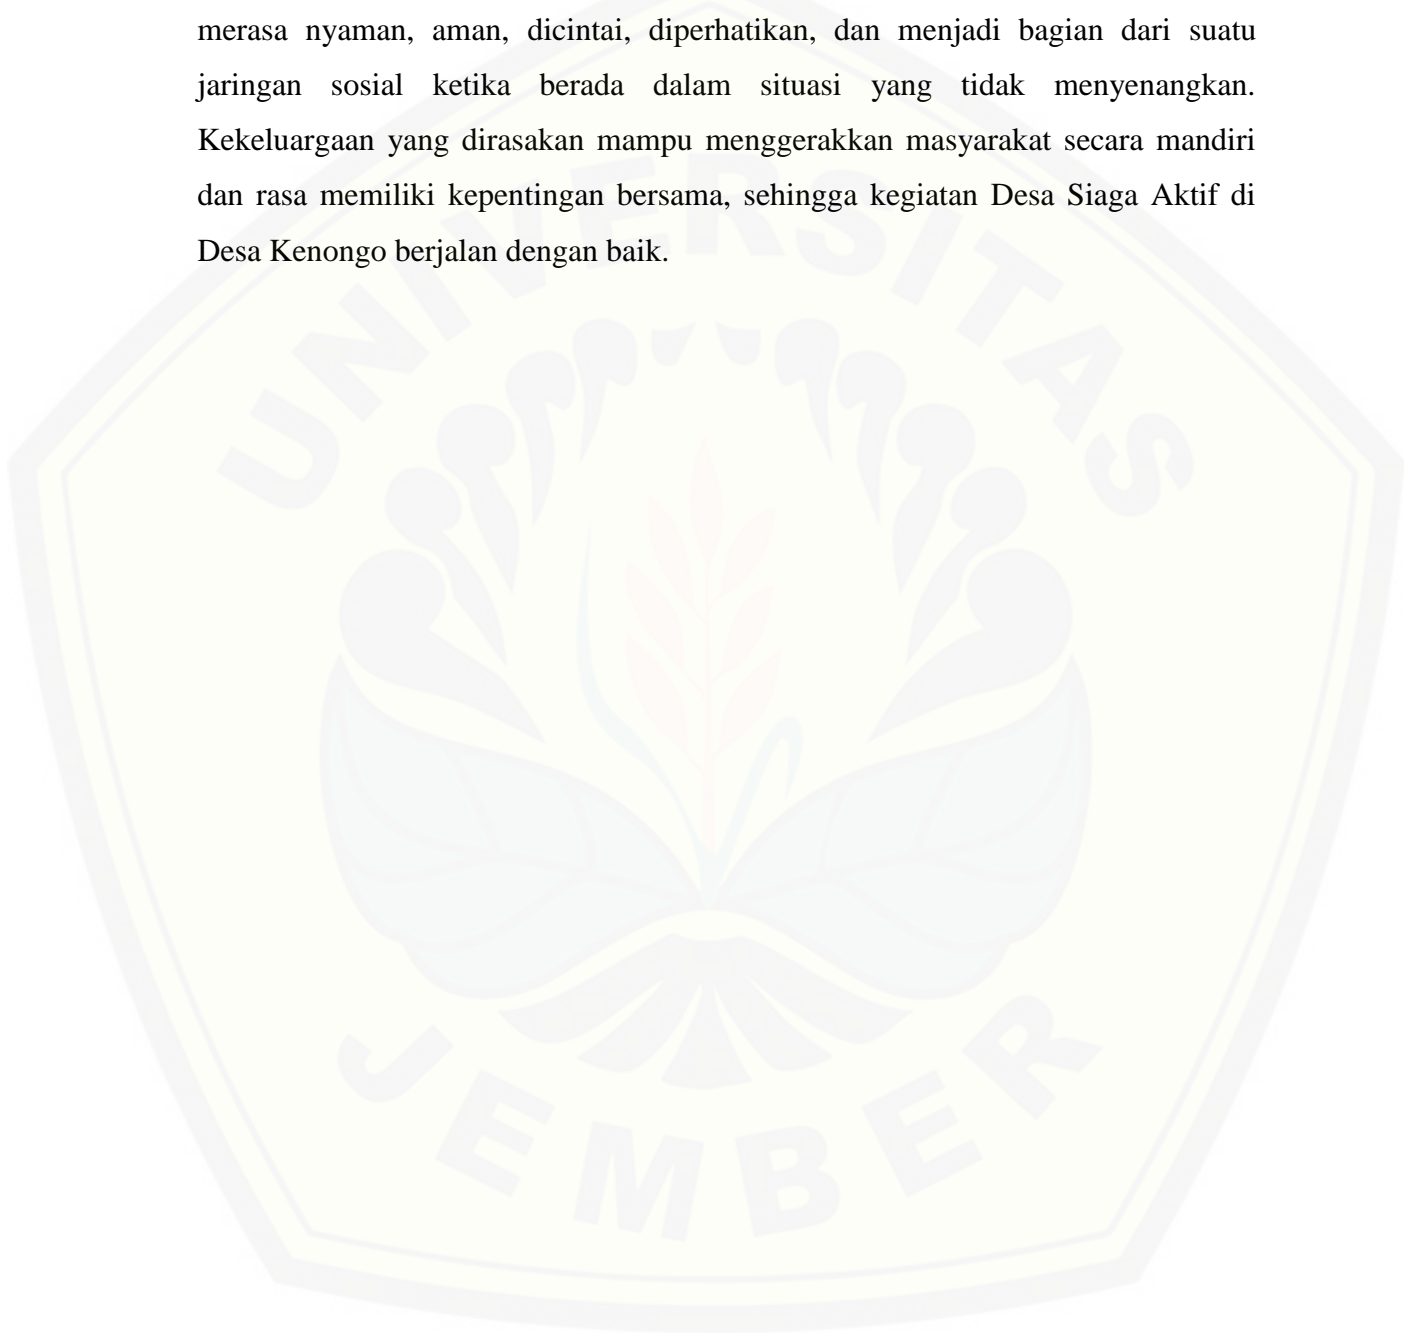 merasa nyaman, aman, dicintai, diperhatikan, dan menjadi bagian dari suatu
jaringan sosial ketika berada dalam situasi yang tidak menyenangkan.
Kekeluargaan yang dirasakan mampu menggerakkan masyarakat secara mandiri
dan rasa memiliki kepentingan bersama, sehingga kegiatan Desa Siaga Aktif di
Desa Kenongo berjalan dengan baik.
UNIVERSITAS
JEMBER